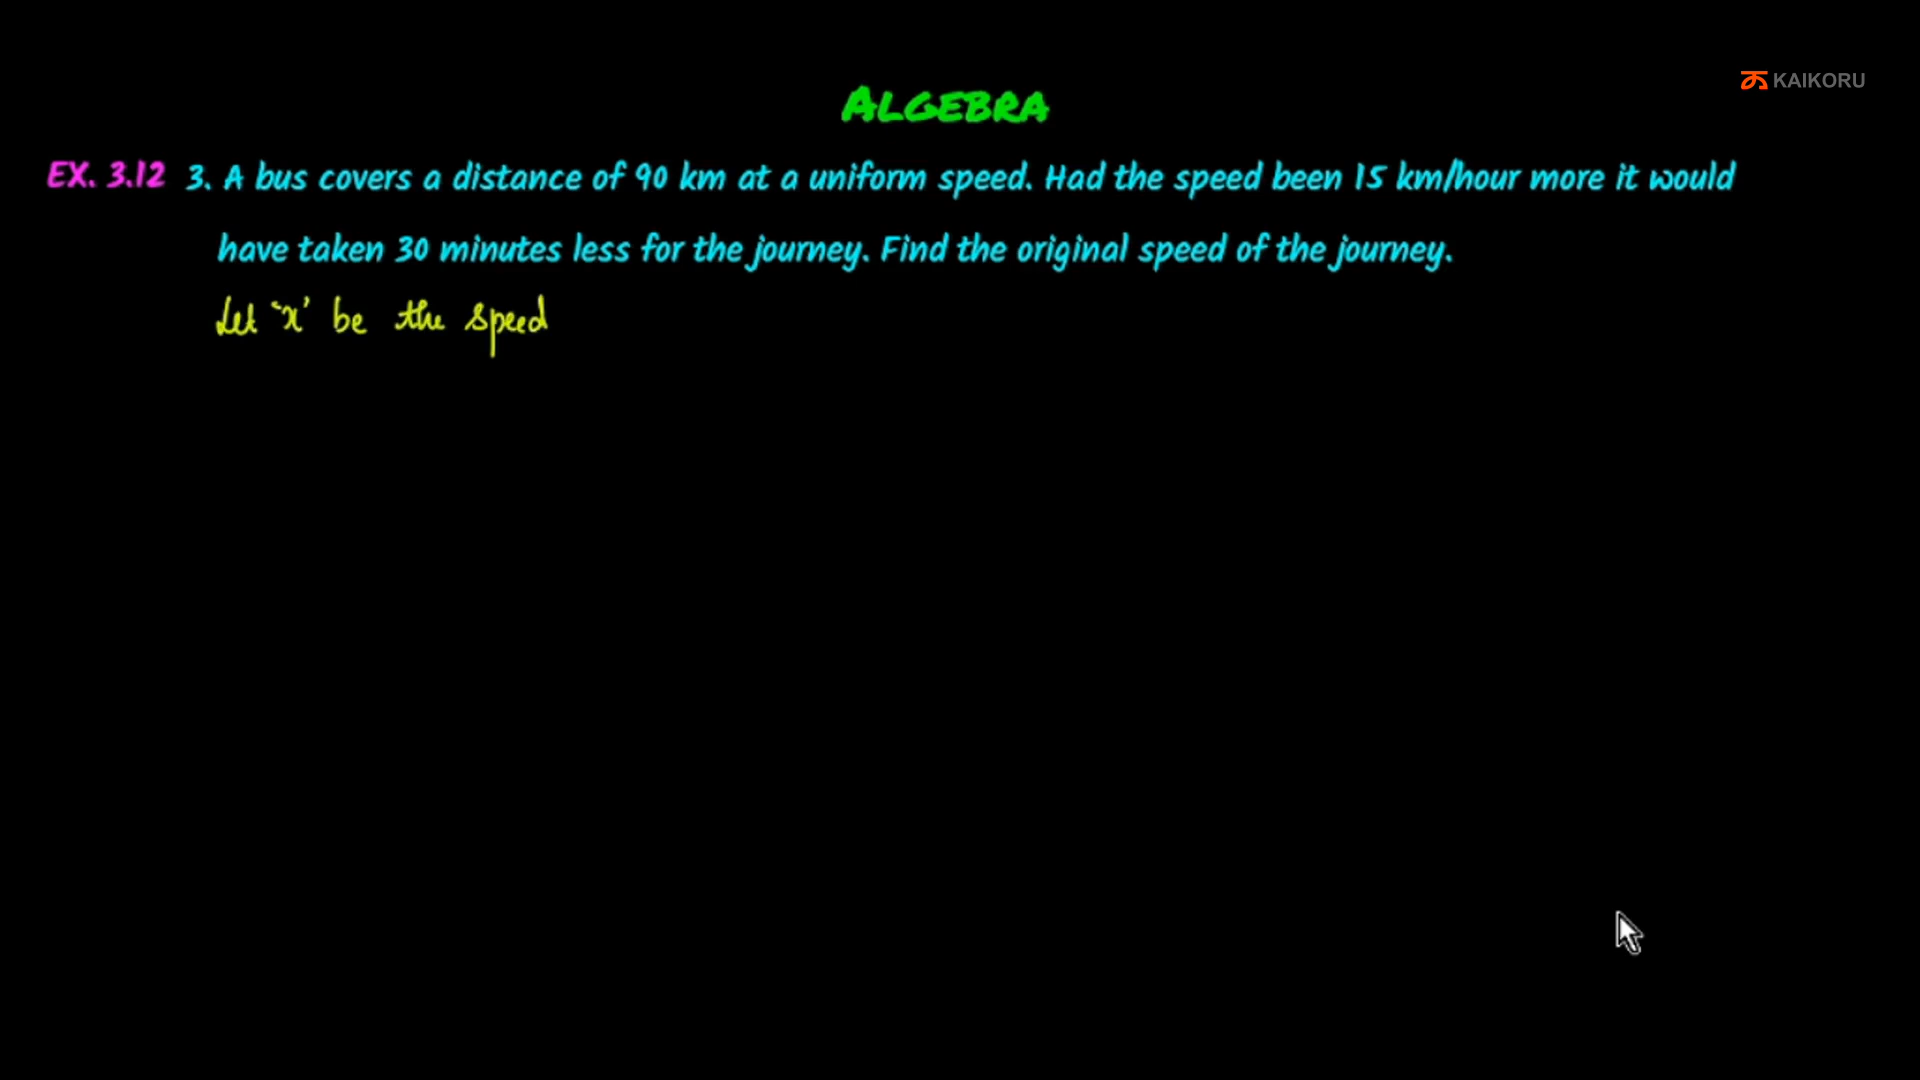 KAIKORU
ALGEBRA
EX. 3.12 3. A bus covers a distance of 90 km at a uniform speed. Had the speed been 15 km/hour more it would
have taken 30 minutes less for the journey. Find the original speed of the journey.
Let 'x' be the speed